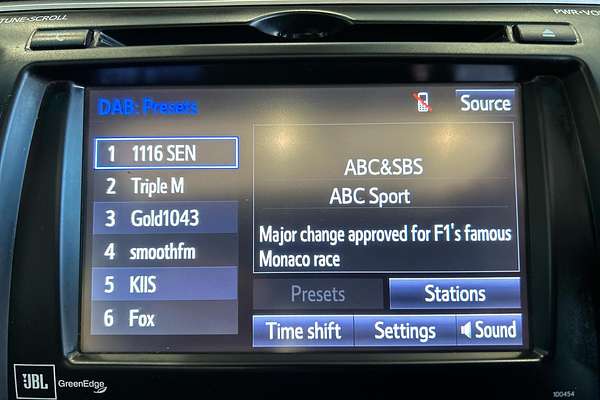 TUNE•SCROLL
PWR•VO
DAB: Presets
Source
1 1116 SEN
2 Triple M
3 Gold1043
4 smoothfm
5 KIIS
6 Fox
ABC&SBS
ABC Sport
Major change approved for F1's famous
Monaco race
Presets
Stations
Time shift
Settings
Sound
JBL GreenEdge
100454